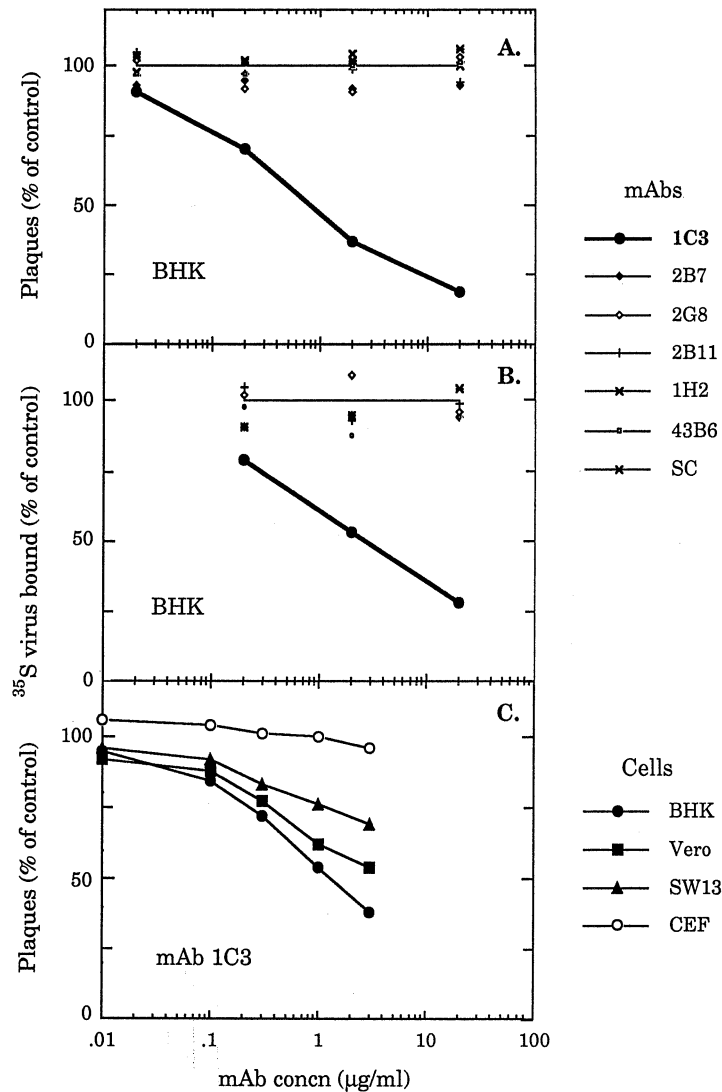 A.
Plaques (% of control)
100
50
0
BHK
B.
³⁵S virus bound (% of control)
100
50
0
BHK
C.
Plaques (% of control)
100
50
0
mAb 1C3
.01
.1
1
10
100
mAb concn (µg/ml)
mAbs
1C3
2B7
2G8
2B11
1H2
43B6
SC
Cells
BHK
Vero
SW13
CEF